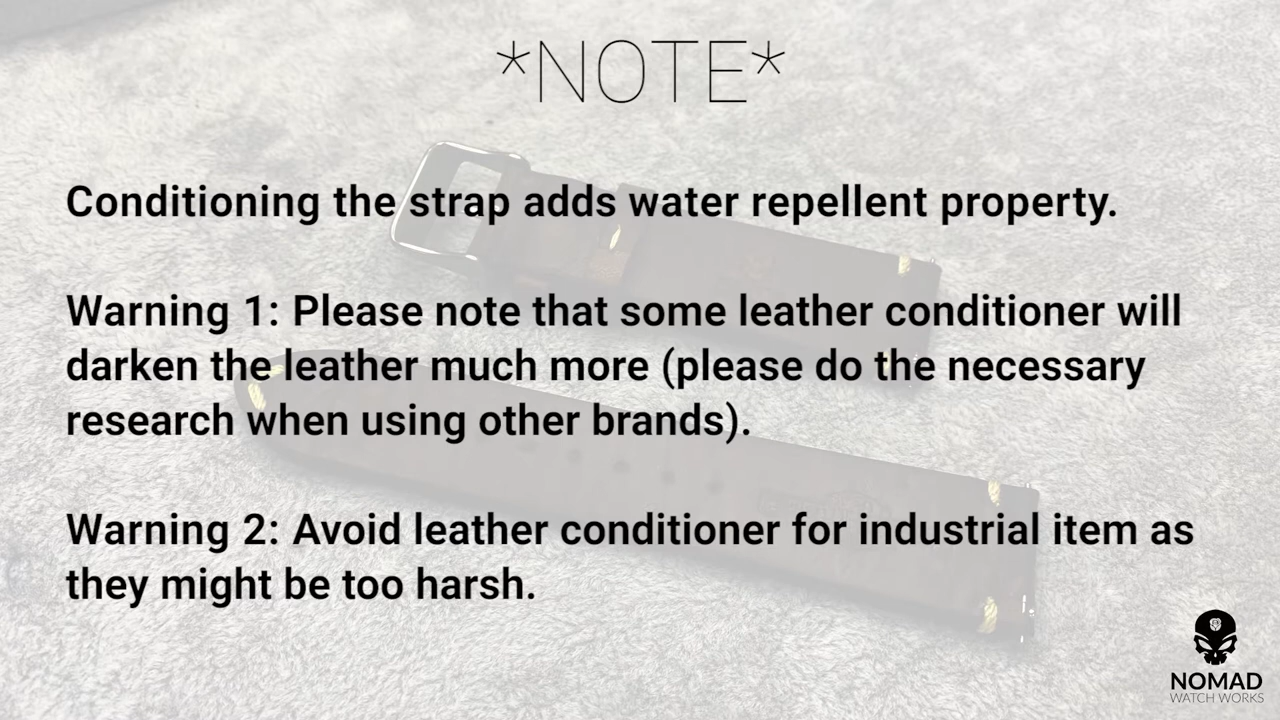 *NOTE*
Conditioning the strap adds water repellent property.
Warning 1: Please note that some leather conditioner will
darken the leather much more (please do the necessary
research when using other brands).
Warning 2: Avoid leather conditioner for industrial item as
they might be too harsh.
NOMAD
WATCH WORKS